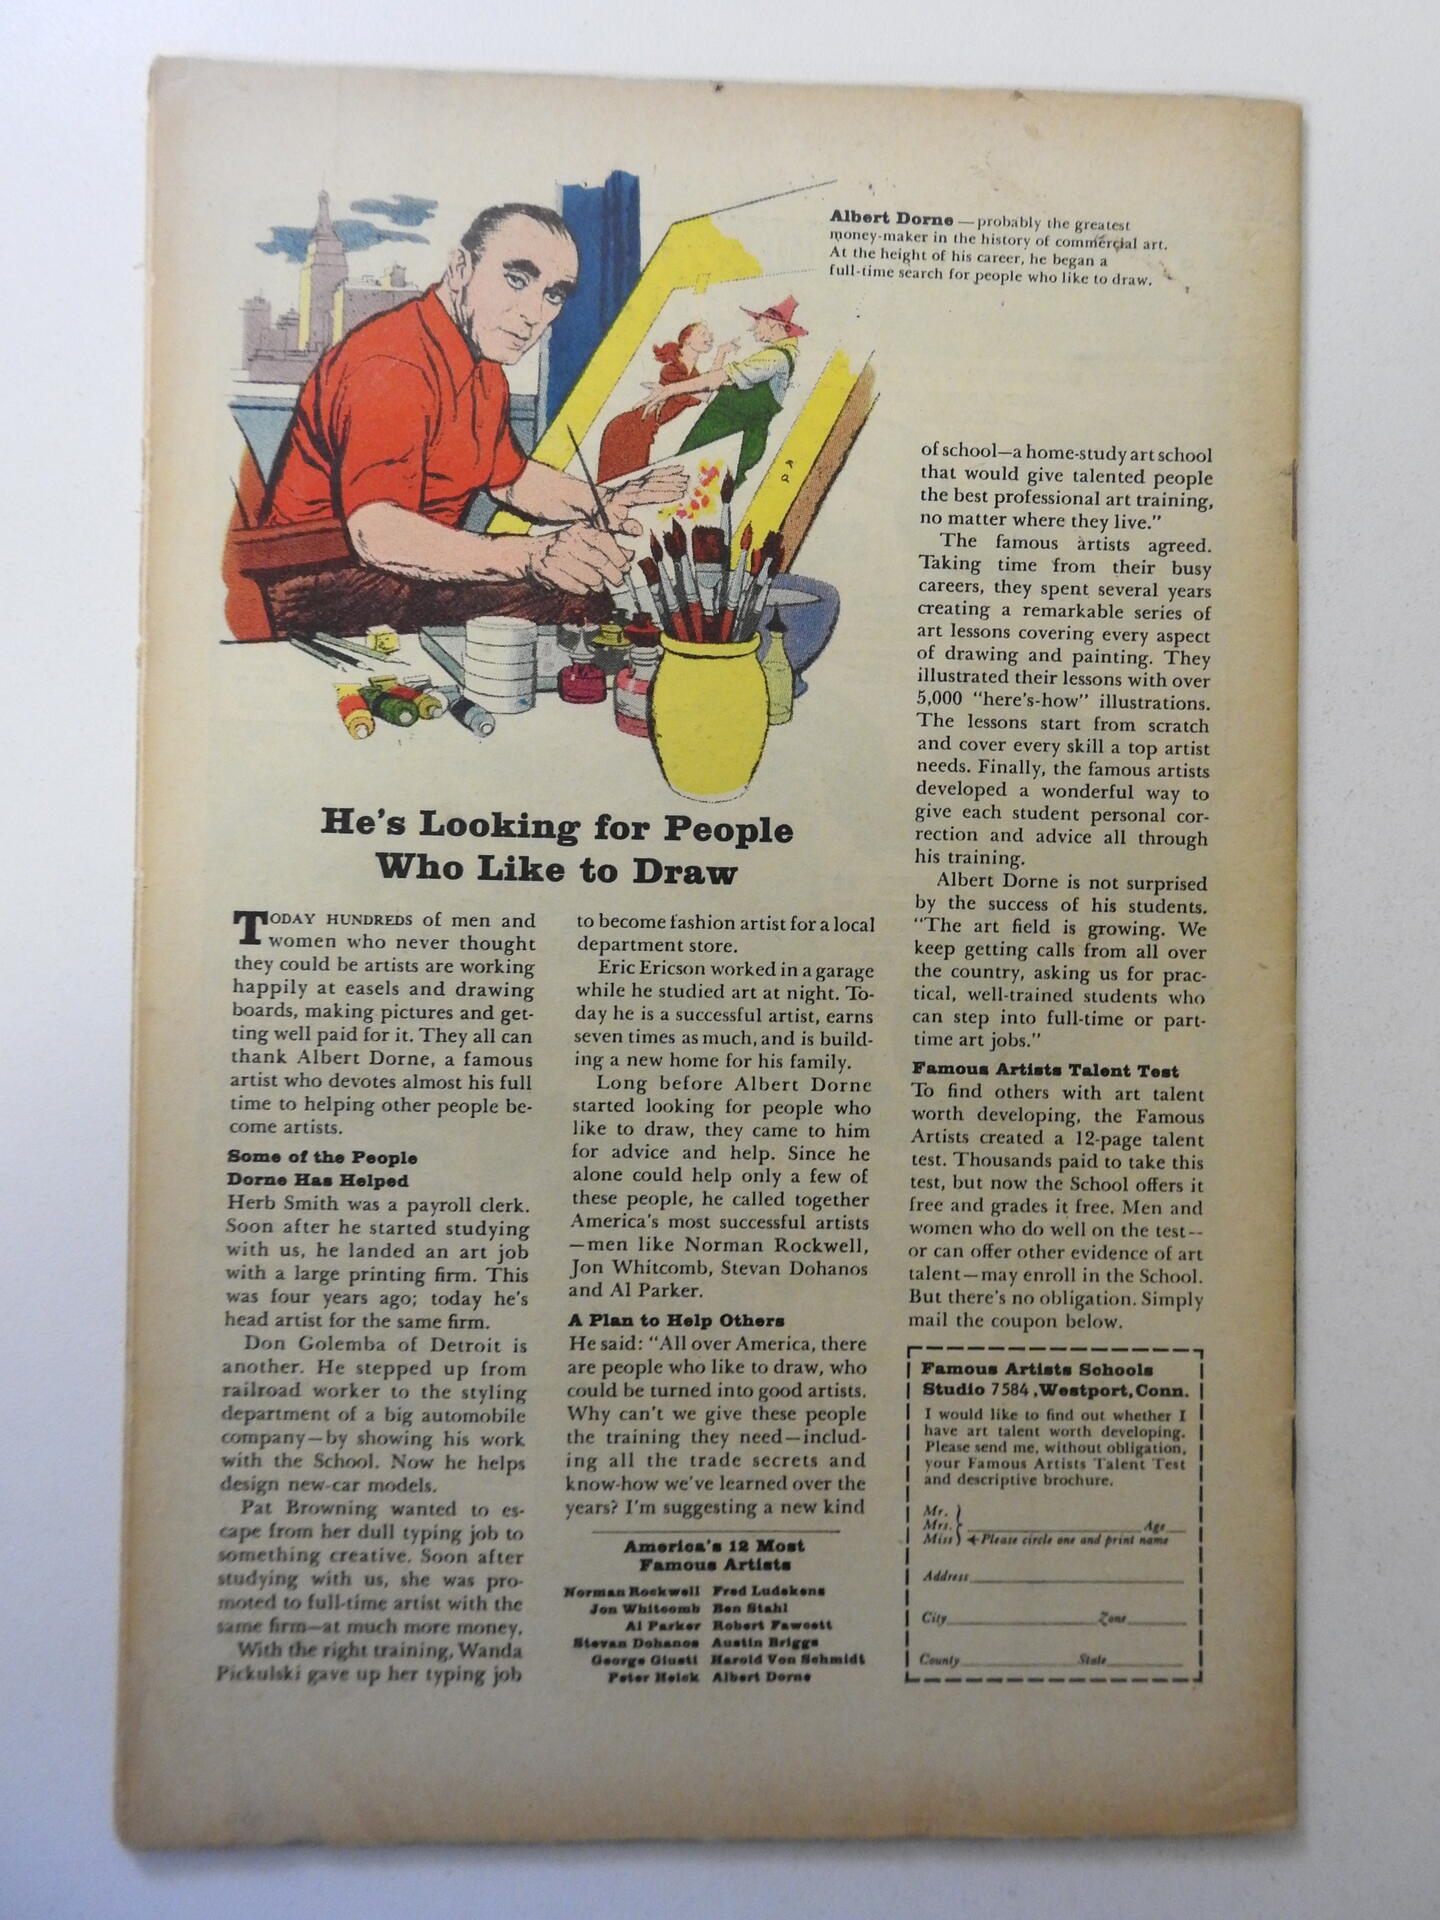 Albert Dorne—probably the greatest
money-maker in the history of commercial art.
At the height of his career, he began a
full-time search for people who like to draw.
He's Looking for People
Who Like to Draw
TODAY HUNDREDS of men and
women who never thought
they could be artists are working
happily at easels and drawing
boards, making pictures and get-
ting well paid for it. They all can
thank Albert Dorne, a famous
artist who devotes almost his full
time to helping other people be-
come artists.
Some of the People
Dorne Has Helped
Herb Smith was a payroll clerk.
Soon after he started studying
with us, he landed an art job
with a large printing firm. This
was four years ago; today he's
head artist for the same firm.
Don Golemba of Detroit is
another. He stepped up from
railroad worker to the styling
department of a big automobile
company—by showing his work
with the School. Now he helps
design new-car models.
Pat Browning wanted to es-
cape from her dull typing job to
something creative. Soon after
studying with us, she was pro-
moted to full-time artist with the
same firm—at much more money.
With the right training, Wanda
Pickulski gave up her typing job
to become fashion artist for a local
department store.
Eric Ericson worked in a garage
while he studied art at night. To-
day he is a successful artist, earns
seven times as much, and is build-
ing a new home for his family.
Long before Albert Dorne
started looking for people who
like to draw, they came to him
for advice and help. Since he
alone could help only a few of
these people, he called together
America's most successful artists
—men like Norman Rockwell,
Jon Whitcomb, Stevan Dohanos
and Al Parker.
A Plan to Help Others
He said: "All over America, there
are people who like to draw, who
could be turned into good artists.
Why can't we give these people
the training they need—includ-
ing all the trade secrets and
know-how we've learned over the
years? I'm suggesting a new kind
of school—a home-study art school
that would give talented people
the best professional art training,
no matter where they live."
The famous artists agreed.
Taking time from their busy
careers, they spent several years
creating a remarkable series of
art lessons covering every aspect
of drawing and painting. They
illustrated their lessons with over
5,000 "here's-how" illustrations.
The lessons start from scratch
and cover every skill a top artist
needs. Finally, the famous artists
developed a wonderful way to
give each student personal cor-
rection and advice all through
his training.
Albert Dorne is not surprised
by the success of his students.
"The art field is growing. We
keep getting calls from all over
the country, asking us for prac-
tical, well-trained students who
can step into full-time or part-
time art jobs."
Famous Artists Talent Test
To find others with art talent
worth developing, the Famous
Artists created a 12-page talent
test. Thousands paid to take this
test, but now the School offers it
free and grades it free. Men and
women who do well on the test--
or can offer other evidence of art
talent—may enroll in the School.
But there's no obligation. Simply
mail the coupon below.
America's 12 Most
Famous Artists
Norman Rockwell Fred Ludekens
Jon Whitcomb Ben Stahl
Al Parker Robert Fawcett
Stevan Dohanos Austin Briggs
George Giusti Harold Von Schmidt
Peter Helck Albert Dorne
Famous Artists Schools
Studio 7584, Westport, Conn.
I would like to find out whether I
have art talent worth developing.
Please send me, without obligation,
your Famous Artists Talent Test
and descriptive brochure.
Mr.
Mrs. Age
Miss Please circle one and print name
Address
City Zone
County State